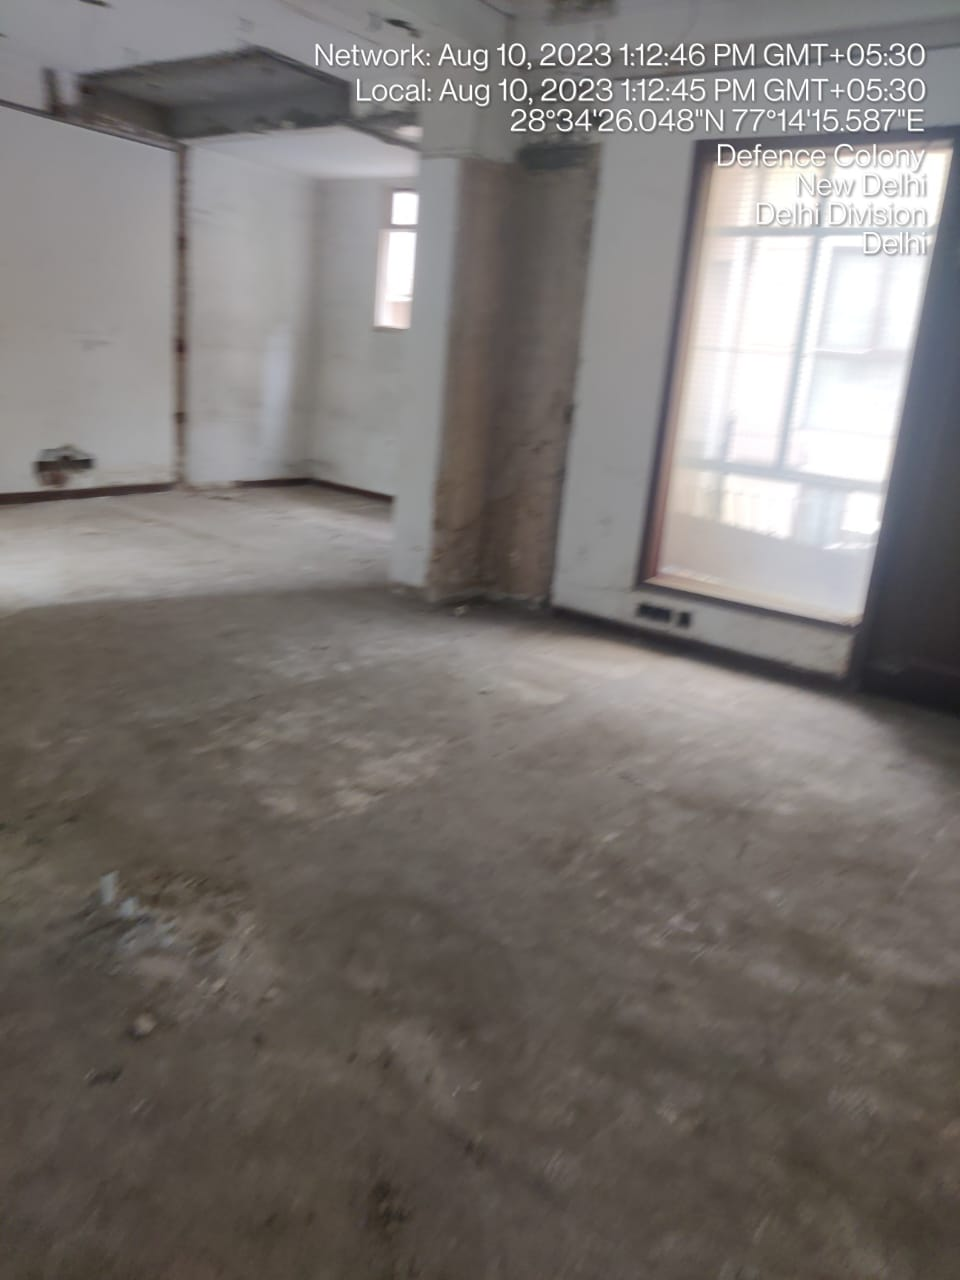 Network: Aug 10, 2023 1:12:46 PM GMT+05:30
Local: Aug 10, 2023 1:12:45 PM GMT+05:30
28°34'26.048"N 77°14'15.587"E
Defence Colony
New Delhi
Delhi Division
Delhi